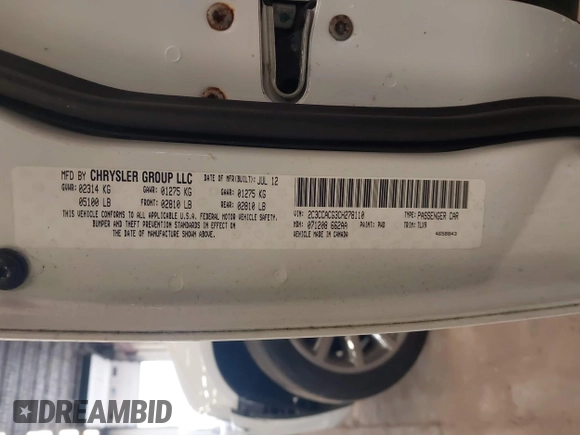 MFD BY CHRYSLER GROUP LLC DATE OF MFR(BUILT): JUL 12
GVWR: 02314 KG GAWR: 01275 KG GAWR: 01275 KG
05100 LB FRONT: 02810 LB REAR: 02810 LB
THIS VEHICLE CONFORMS TO ALL APPLICABLE U.S.A. FEDERAL MOTOR VEHICLE SAFETY,
BUMPER AND THEFT PREVENTION STANDARDS IN EFFECT ON
THE DATE OF MANUFACTURE SHOWN ABOVE.
VIN: 2C3CCACG3CH278110 TYPE: PASSENGER CAR
MDH: 071208 662AA PAINT: PWD TRIM: TLX9
VEHICLE MADE IN CANADA
DREAMBID